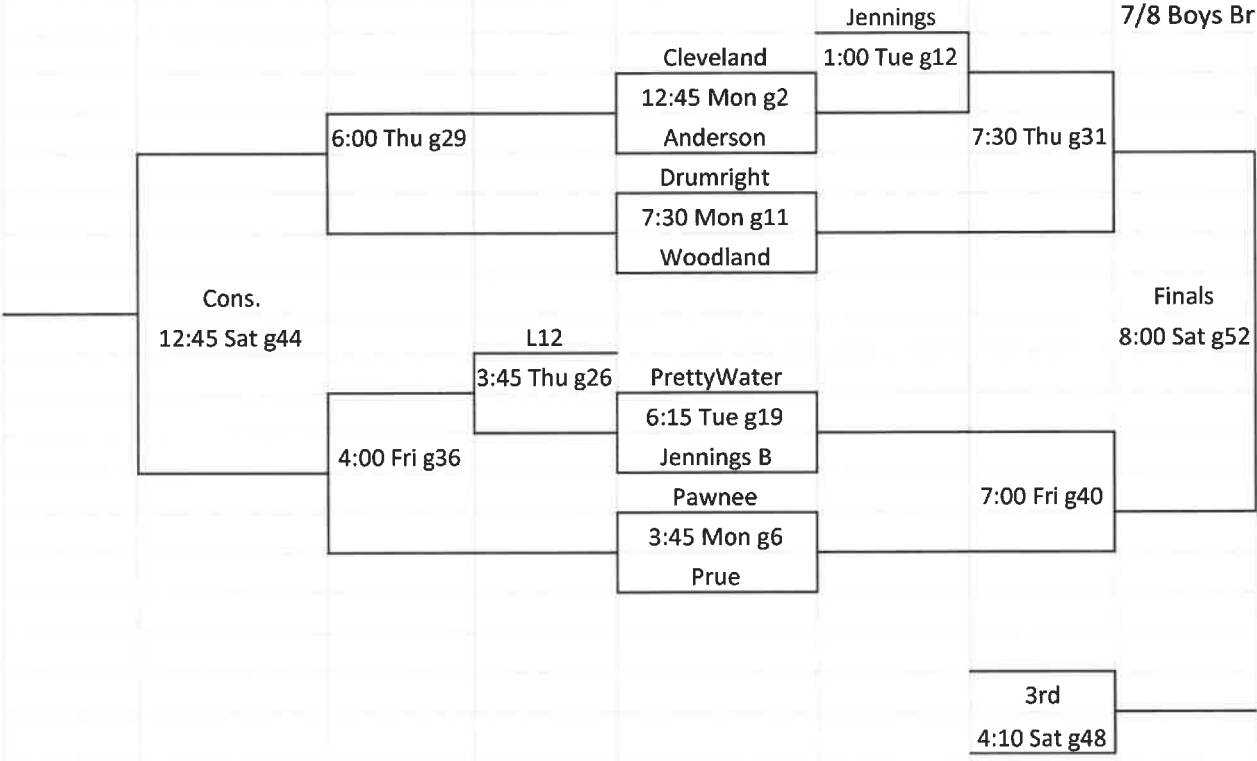 Jennings
7/8 Boys Br
Cleveland
1:00 Tue g12
12:45 Mon g2
6:00 Thu g29
Anderson
7:30 Thu g31
Drumright
7:30 Mon g11
Woodland
Cons.
Finals
12:45 Sat g44
L12
8:00 Sat g52
3:45 Thu g26
PrettyWater
6:15 Tue g19
4:00 Fri g36
Jennings B
Pawnee
7:00 Fri g40
3:45 Mon g6
Prue
3rd
4:10 Sat g48